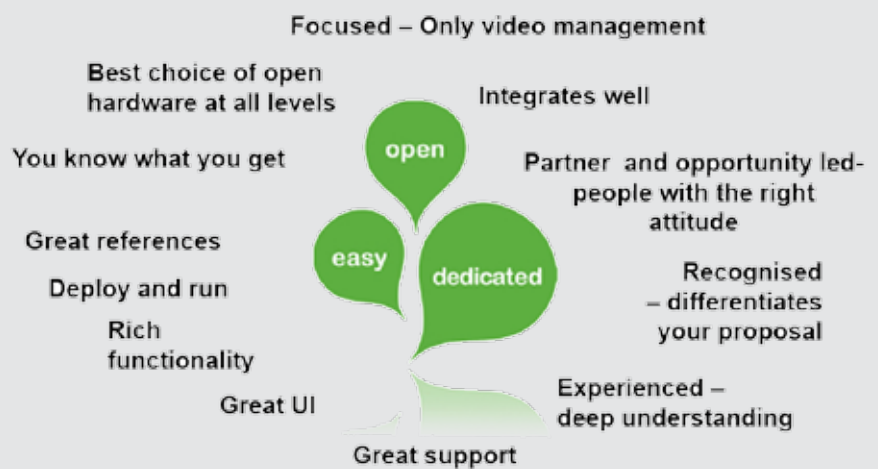 Focused – Only video management
Best choice of open
hardware at all levels
Integrates well
open
You know what you get
Partner and opportunity led-
people with the right
attitude
Great references
easy
dedicated
Recognised
– differentiates
your proposal
Deploy and run
Rich
functionality
Great UI
Experienced –
deep understanding
Great support